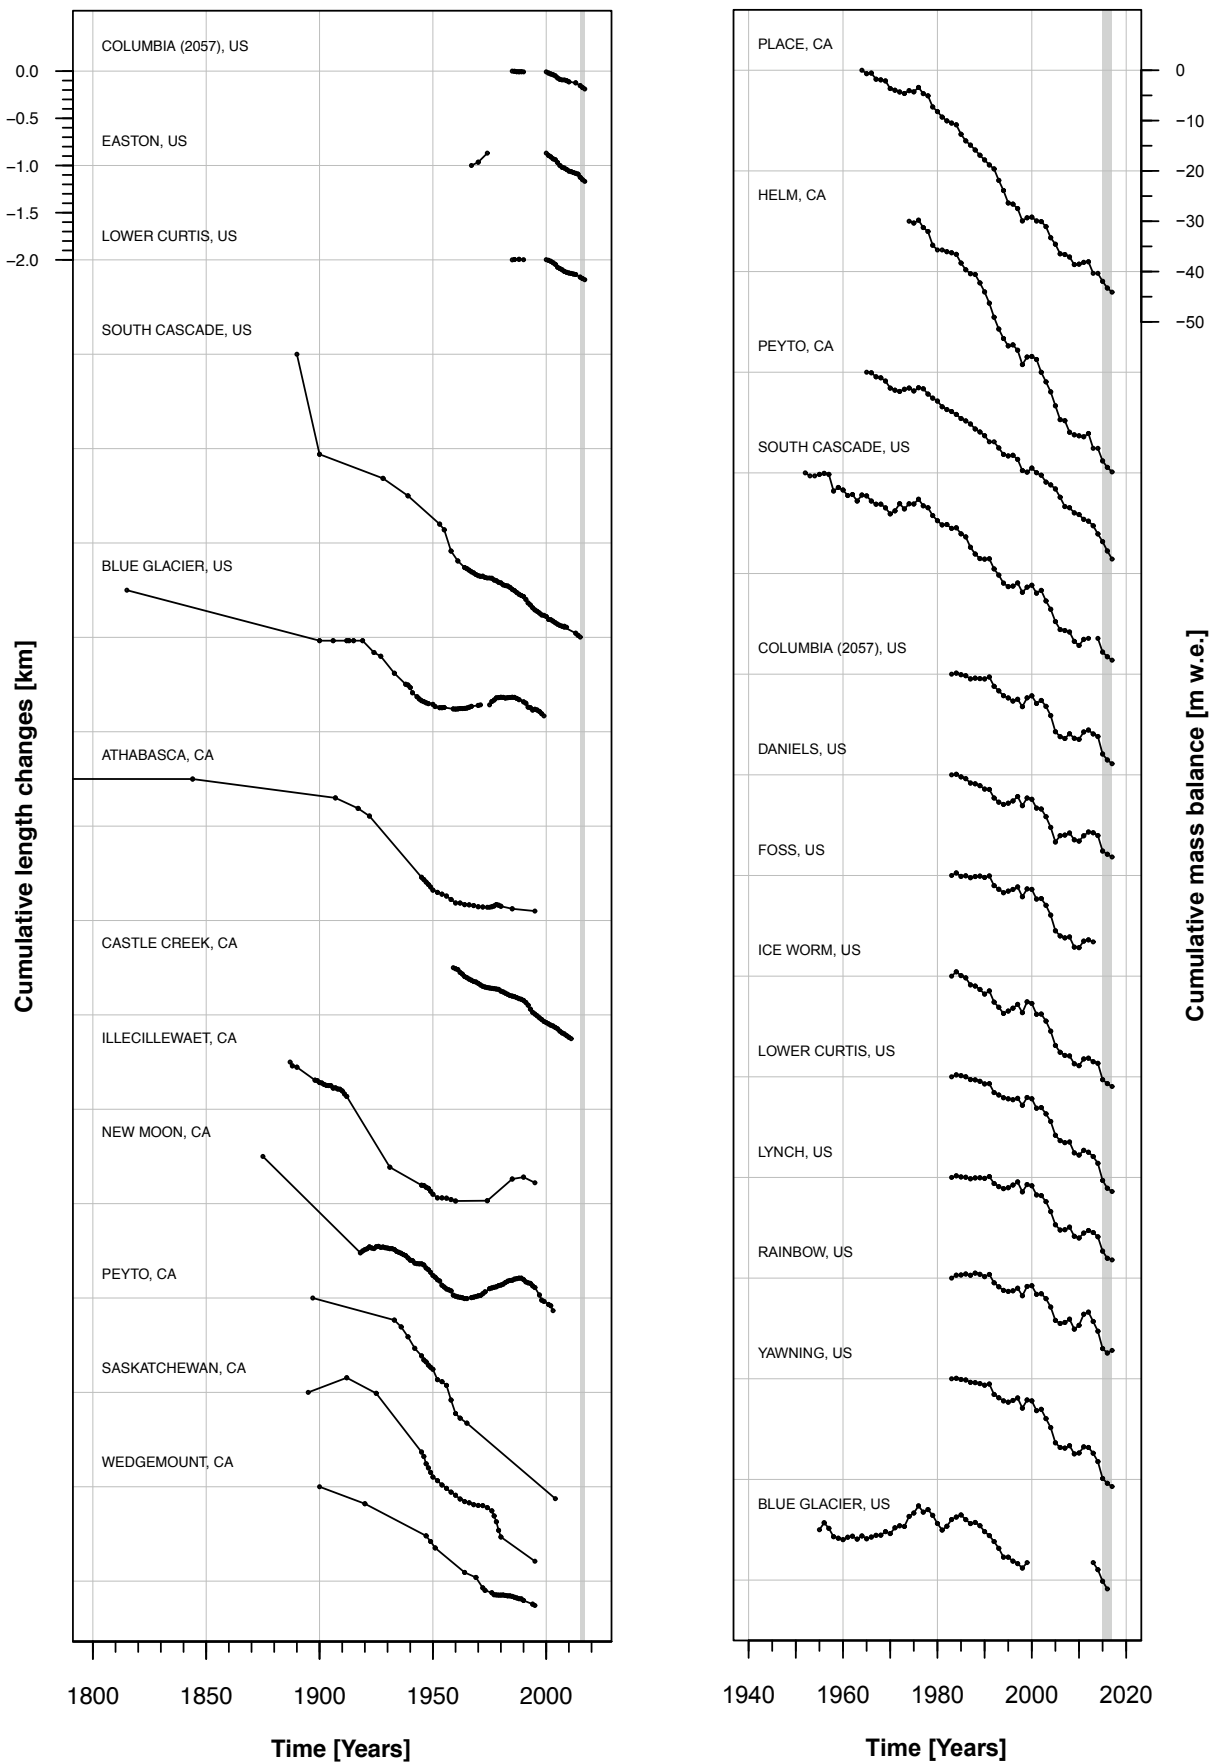 COLUMBIA (2057), US
0.0
−0.5
EASTON, US
−1.0
−1.5
LOWER CURTIS, US
−2.0
SOUTH CASCADE, US
BLUE GLACIER, US
ATHABASCA, CA
CASTLE CREEK, CA
ILLECILLEWAET, CA
NEW MOON, CA
PEYTO, CA
SASKATCHEWAN, CA
WEDGEMOUNT, CA
Cumulative length changes [km]
1800 1850 1900 1950 2000
Time [Years]
PLACE, CA
0
−10
−20
HELM, CA
−30
−40
−50
PEYTO, CA
SOUTH CASCADE, US
COLUMBIA (2057), US
DANIELS, US
FOSS, US
ICE WORM, US
LOWER CURTIS, US
LYNCH, US
RAINBOW, US
YAWNING, US
BLUE GLACIER, US
Cumulative mass balance [m w.e.]
1940 1960 1980 2000 2020
Time [Years]